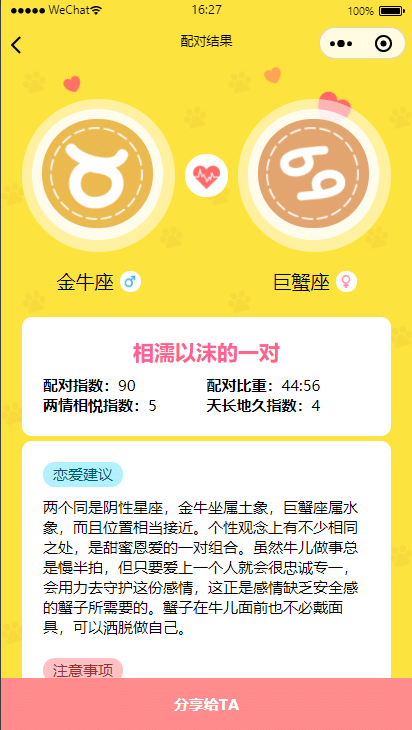 WeChat 16:27 100%
配对结果
金牛座 巨蟹座
相濡以沫的一对
配对指数：90 配对比重：44:56
两情相悦指数：5 天长地久指数：4
恋爱建议
两个同是阴性星座，金牛坐属土象，巨蟹座属水
象，而且位置相当接近。个性观念上有不少相同
之处，是甜蜜恩爱的一对组合。虽然牛儿做事总
是慢半拍，但只要爱上一个人就会很忠诚专一，
会用力去守护这份感情，这正是感情缺乏安全感
的蟹子所需要的。蟹子在牛儿面前也不必戴面
具，可以洒脱做自己。
注意事项
分享给TA